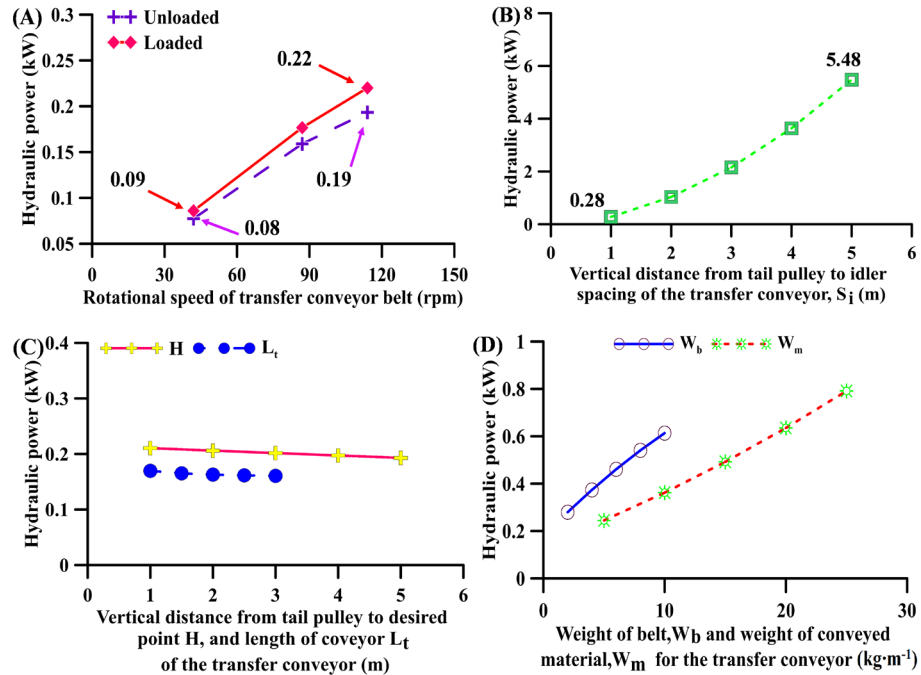 (A)
Hydraulic power (kW)
0.3
0.25
0.2
0.15
0.1
0.05
Unloaded
Loaded
0.22
0.09
0.19
0.08
0 30 60 90 120 150
Rotational speed of transfer conveyor belt (rpm)
(B)
Hydraulic power (kW)
8
6
4
2
0
5.48
0.28
0 1 2 3 4 5 6
Vertical distance from tail pulley to idler
spacing of the transfer conveyor, Si (m)
(C)
Hydraulic power (kW)
0.4
0.3
0.2
0.1
0
H Lt
0 1 2 3 4 5 6
Vertical distance from tail pulley to desired
point H, and length of coveyor Lt
of the transfer conveyor (m)
(D)
Hydraulic power (kW)
1
0.8
0.6
0.4
0.2
0
Wb Wm
0 10 20 30
Weight of belt,Wb and weight of conveyed
material,Wm for the transfer conveyor (kg·m-1)